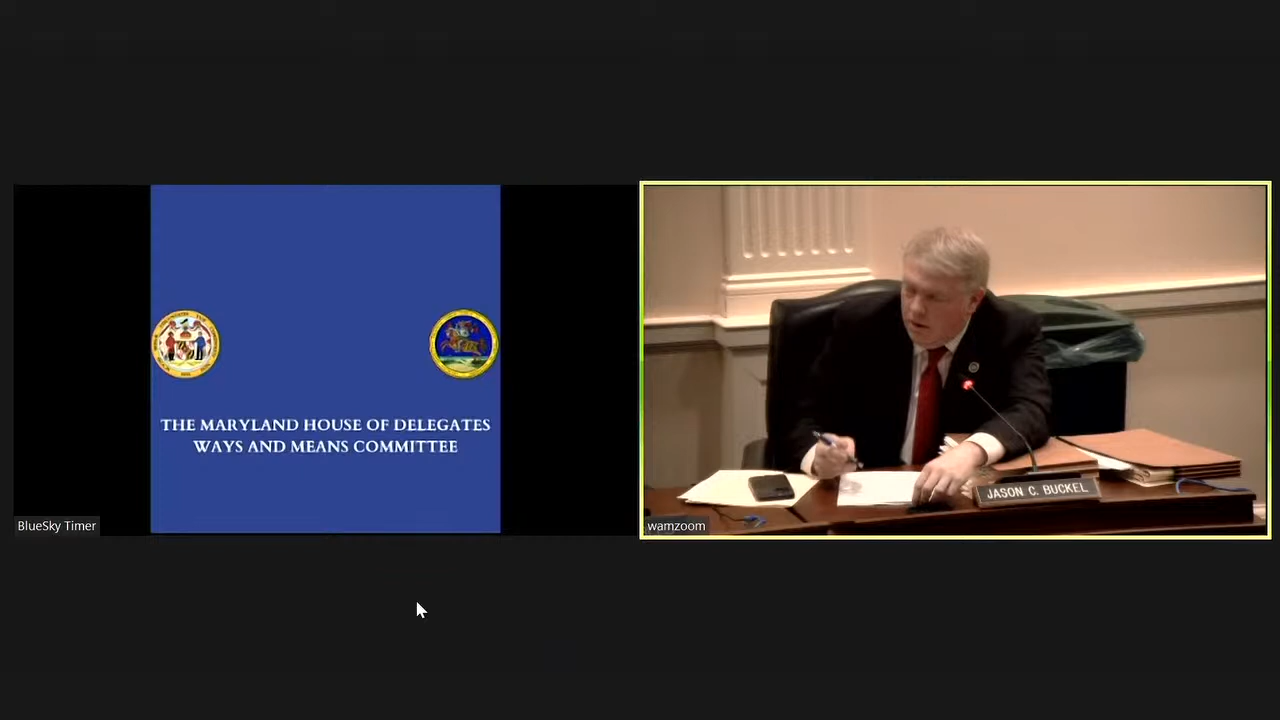 THE MARYLAND HOUSE OF DELEGATES
WAYS AND MEANS COMMITTEE
BlueSky Timer
JASON C. BUCKEL
wamzoom